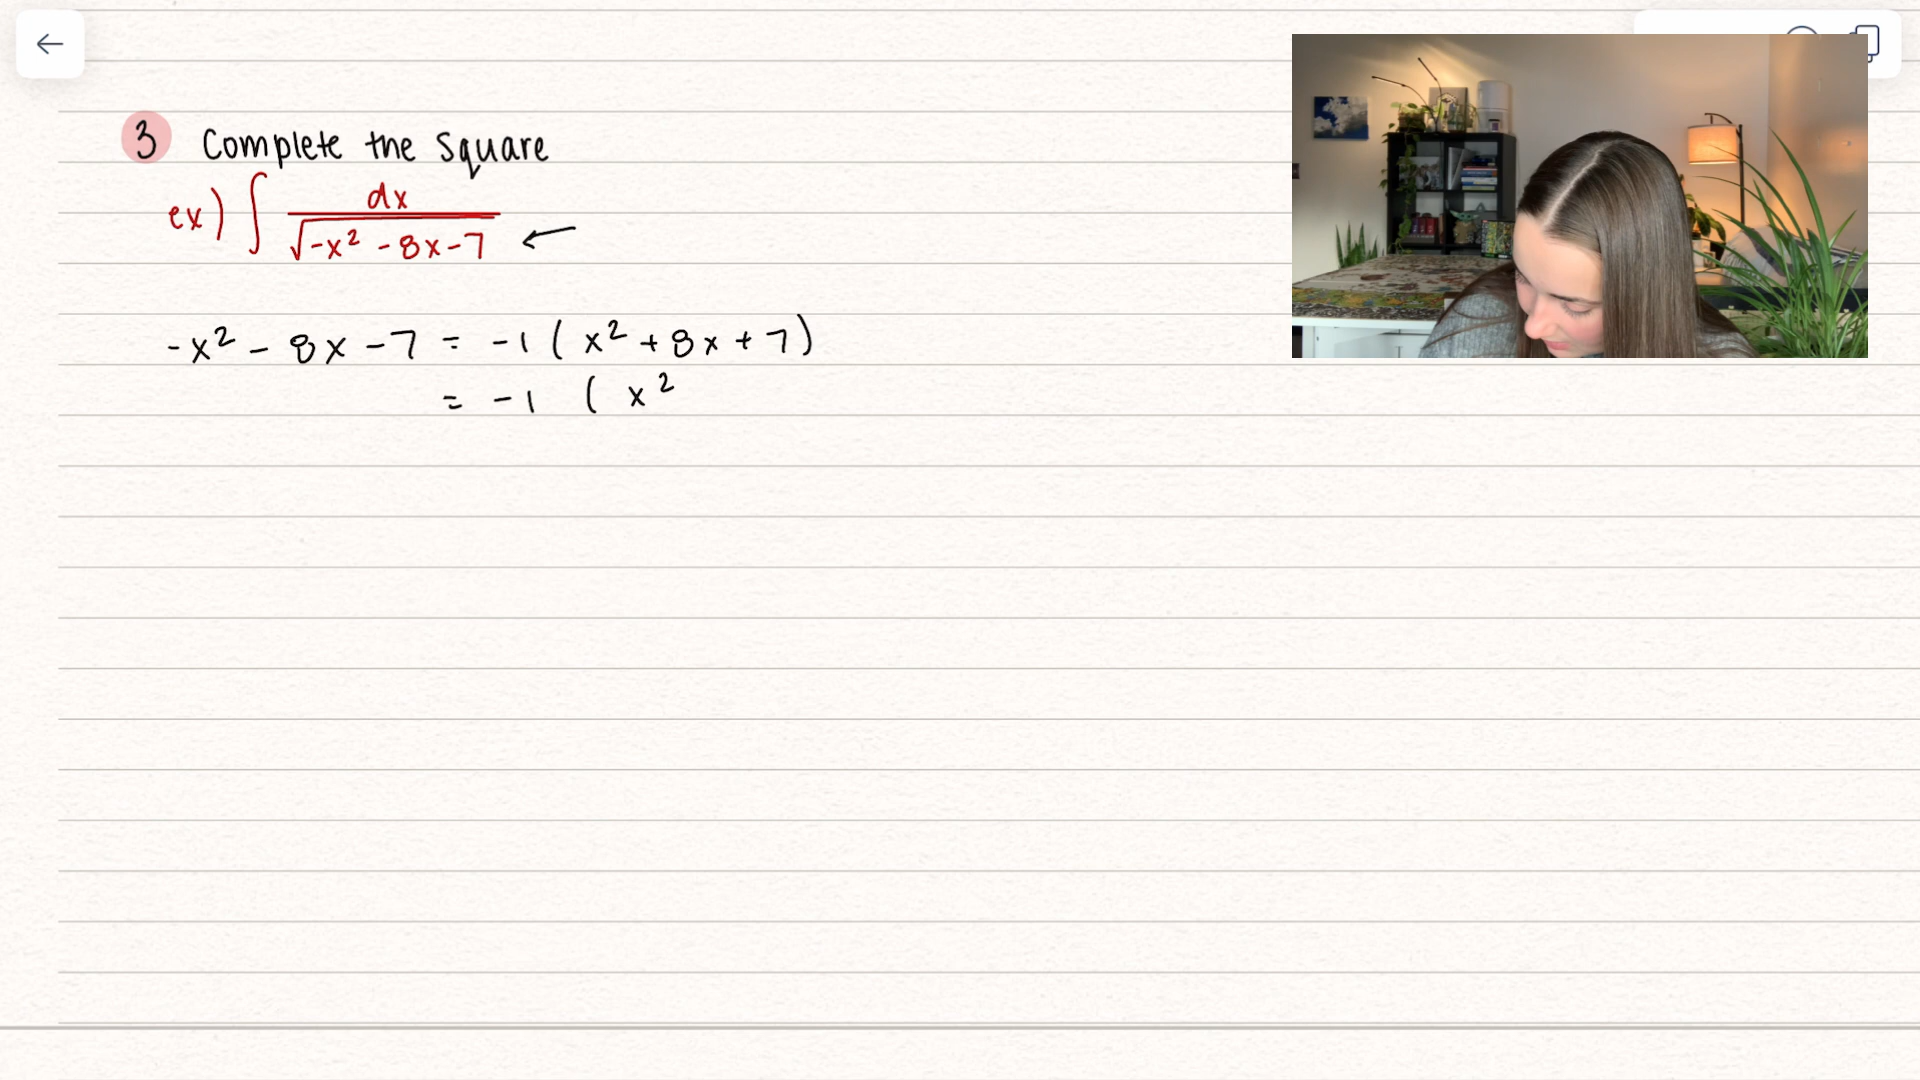 3 Complete the Square
ex) ∫ dx / √-x² - 8x - 7 ←
-x² - 8x - 7 = -1 ( x² + 8x + 7 )
= -1 ( x²